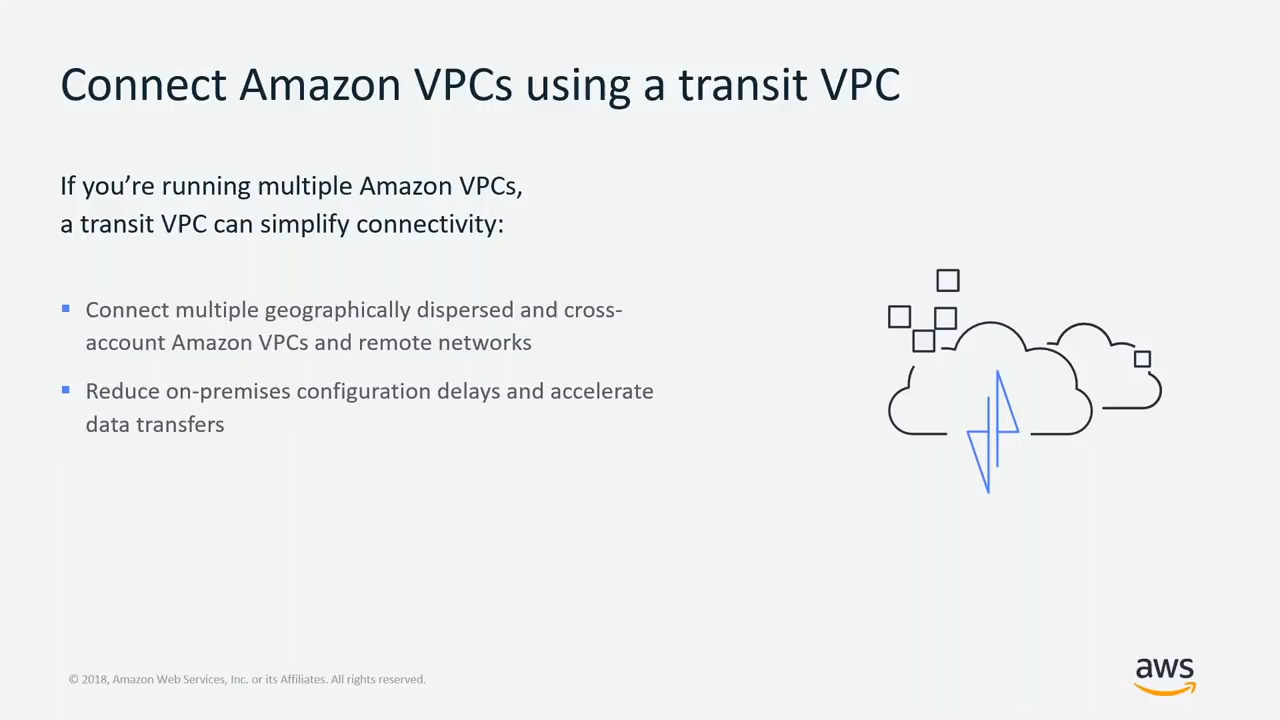 Connect Amazon VPCs using a transit VPC
If you’re running multiple Amazon VPCs,
a transit VPC can simplify connectivity:
Connect multiple geographically dispersed and cross-
account Amazon VPCs and remote networks
Reduce on-premises configuration delays and accelerate
data transfers
© 2018, Amazon Web Services, Inc. or its Affiliates. All rights reserved.
aws